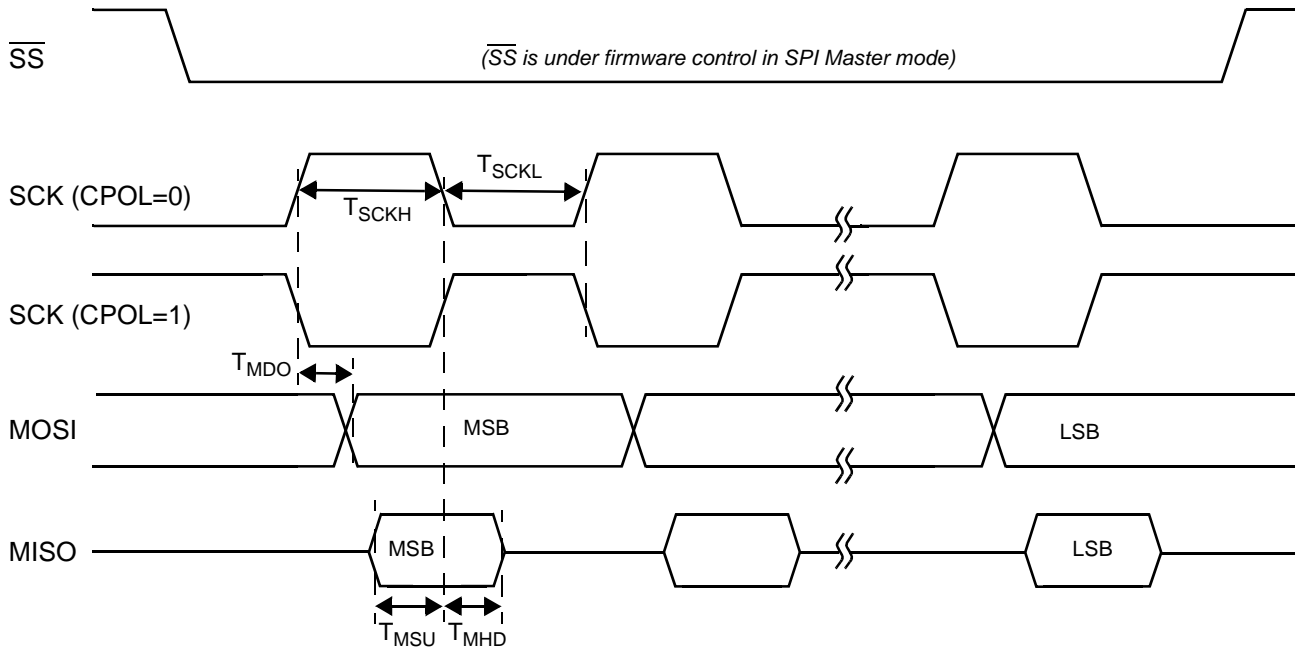 SS
(SS is under firmware control in SPI Master mode)
SCK (CPOL=0)
TSCKH
TSCKL
SCK (CPOL=1)
TMDO
MOSI
MSB
LSB
MISO
MSB
LSB
TMSU
TMHD